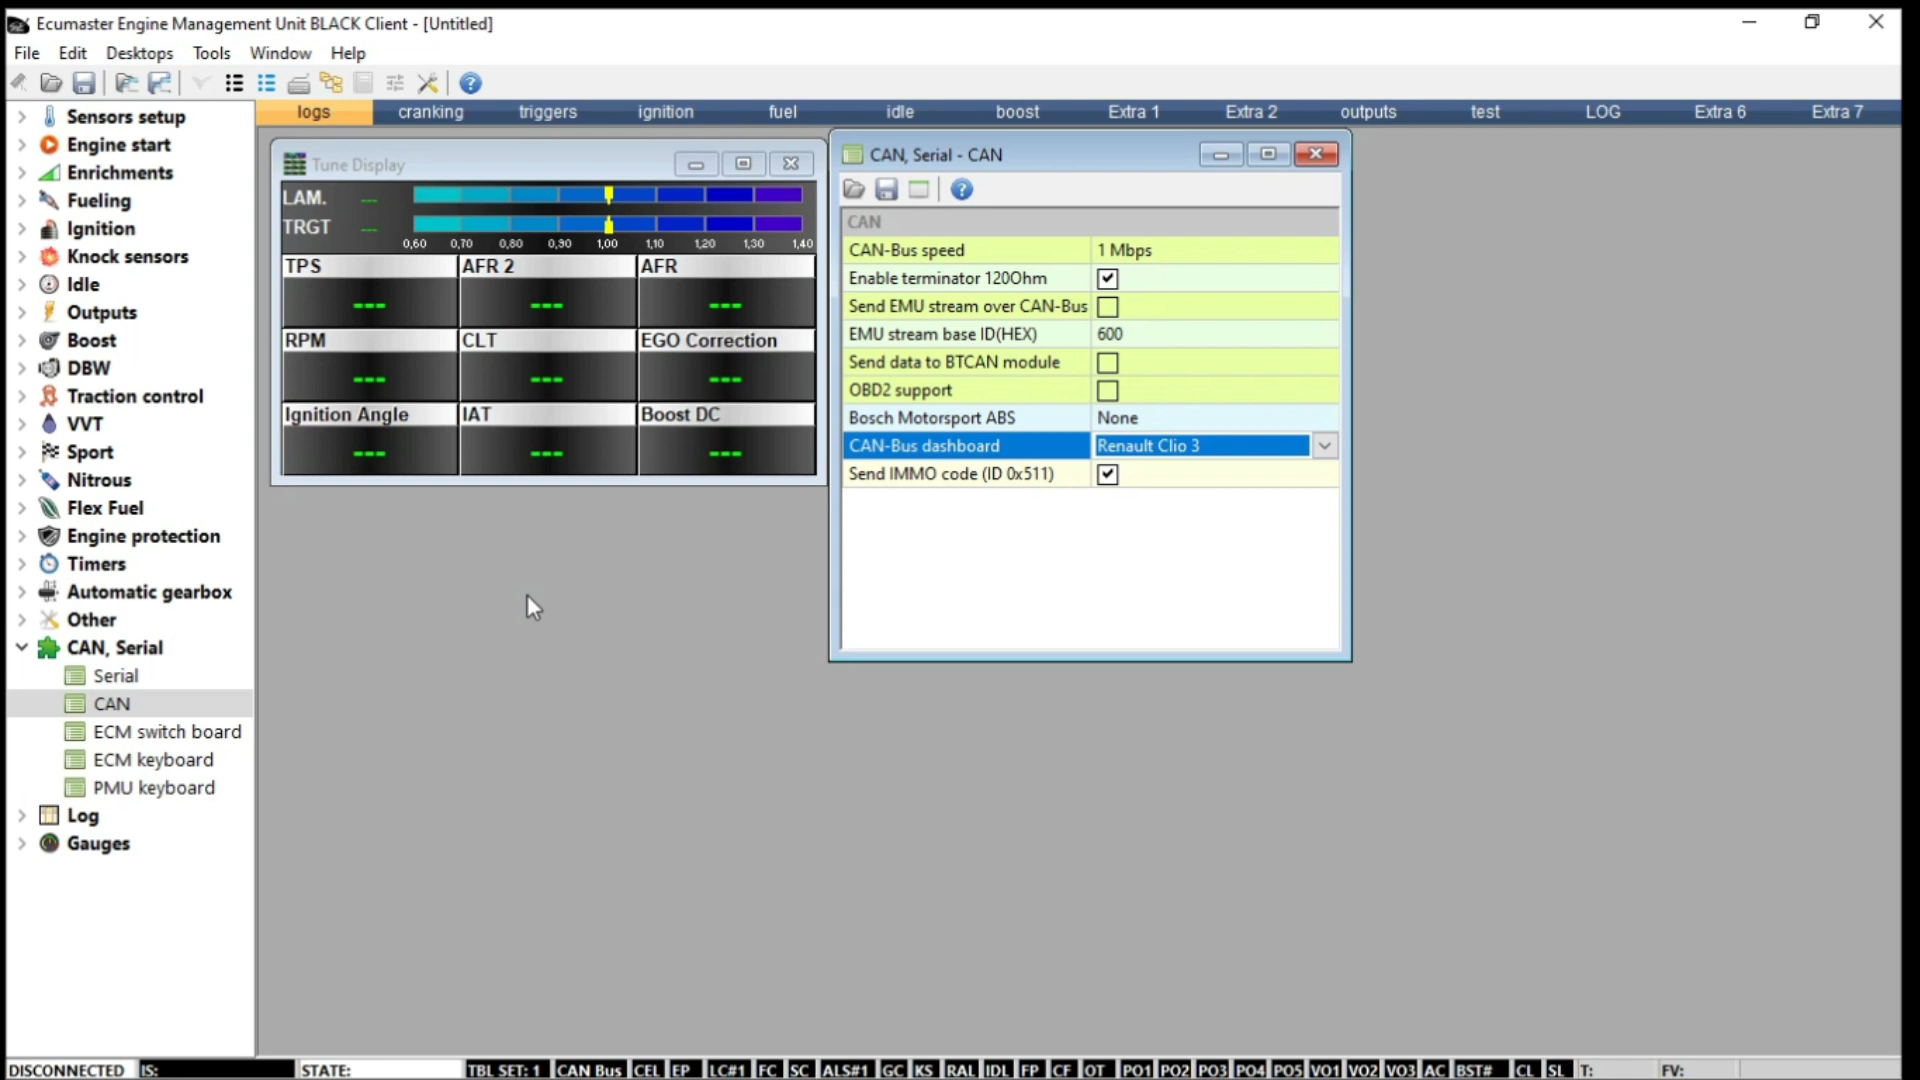 Ecumaster Engine Management Unit BLACK Client - [Untitled]
File Edit Desktops Tools Window Help
logs cranking triggers ignition fuel idle boost Extra 1 Extra 2 outputs test LOG Extra 6 Extra 7
Sensors setup
Engine start
Enrichments
Fueling
Ignition
Knock sensors
Idle
Outputs
Boost
DBW
Traction control
VVT
Sport
Nitrous
Flex Fuel
Engine protection
Timers
Automatic gearbox
Other
CAN, Serial
Serial
CAN
ECM switch board
ECM keyboard
PMU keyboard
Log
Gauges
Tune Display
LAM. ---
TRGT ---
0,60 0,70 0,80 0,90 1,00 1,10 1,20 1,30 1,40
TPS AFR 2 AFR
--- --- ---
RPM CLT EGO Correction
--- --- ---
Ignition Angle IAT Boost DC
--- --- ---
CAN, Serial - CAN
CAN
CAN-Bus speed 1 Mbps
Enable terminator 120Ohm
Send EMU stream over CAN-Bus
EMU stream base ID(HEX) 600
Send data to BTCAN module
OBD2 support
Bosch Motorsport ABS None
CAN-Bus dashboard Renault Clio 3
Send IMMO code (ID 0x511)
DISCONNECTED IS: STATE: TBL SET: 1 CAN Bus CEL EP LC#1 FC SC ALS#1 GC KS RAL IDL FP CF OT PO1 PO2 PO3 PO4 PO5 VO1 VO2 VO3 AC BST# CL SL T: FV: